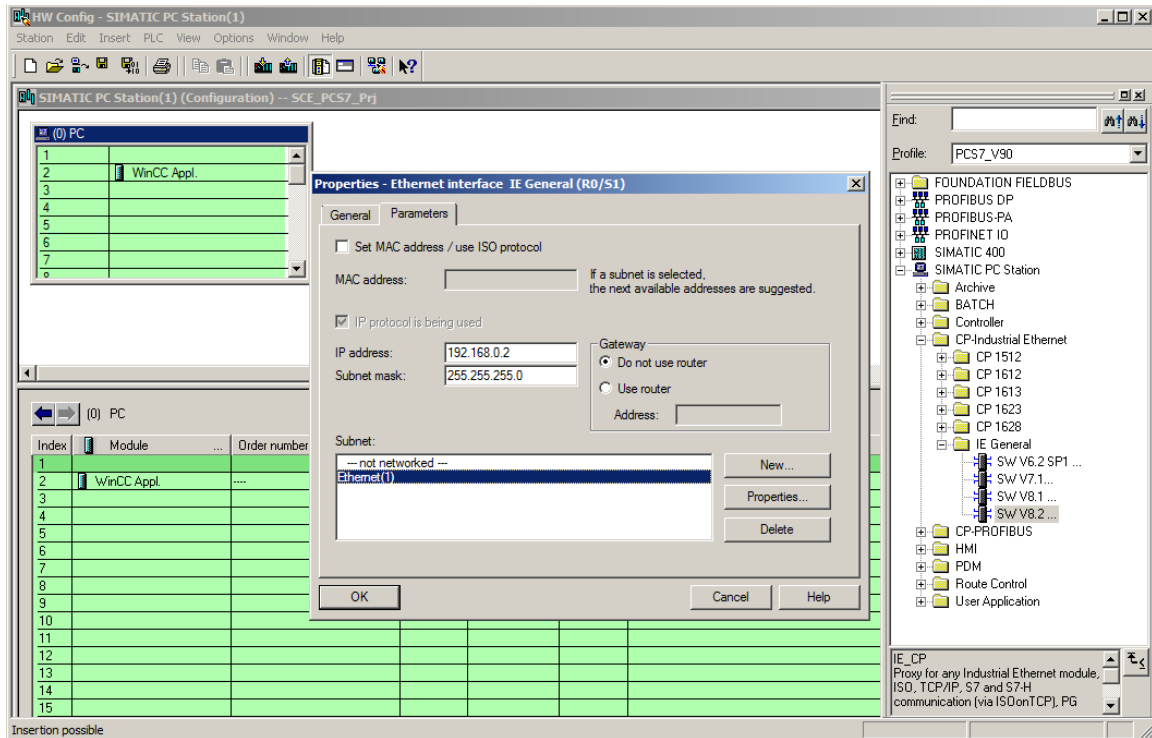 HW Config - SIMATIC PC Station(1)
Station Edit Insert PLC View Options Window Help
SIMATIC PC Station(1) (Configuration) -- SCE_PCS7_Prj
(0) PC
1
2 WinCC Appl.
3
4
5
6
7
Properties - Ethernet interface IE General (R0/S1)
General Parameters
Set MAC address / use ISO protocol
MAC address:
If a subnet is selected,
the next available addresses are suggested.
IP protocol is being used
IP address: 192.168.0.2
Subnet mask: 255.255.255.0
Gateway
Do not use router
Use router
Address:
Subnet:
--- not networked ---
Ethernet(1)
New...
Properties...
Delete
OK Cancel Help
(0) PC
Index Module ... Order number
1
2 WinCC Appl. ----
3
4
5
6
7
8
9
10
11
12
13
14
15
Find:
Profile: PCS7_V90
FOUNDATION FIELDBUS
PROFIBUS DP
PROFIBUS-PA
PROFINET IO
SIMATIC 400
SIMATIC PC Station
Archive
BATCH
Controller
CP-Industrial Ethernet
CP 1512
CP 1612
CP 1613
CP 1623
CP 1628
IE General
SW V6.2 SP1 ...
SW V7.1...
SW V8.1 ...
SW V8.2 ...
CP-PROFIBUS
HMI
PDM
Route Control
User Application
IE_CP
Proxy for any Industrial Ethernet module,
ISO, TCP/IP, S7 and S7-H
communication (via ISOonTCP), PG
Insertion possible